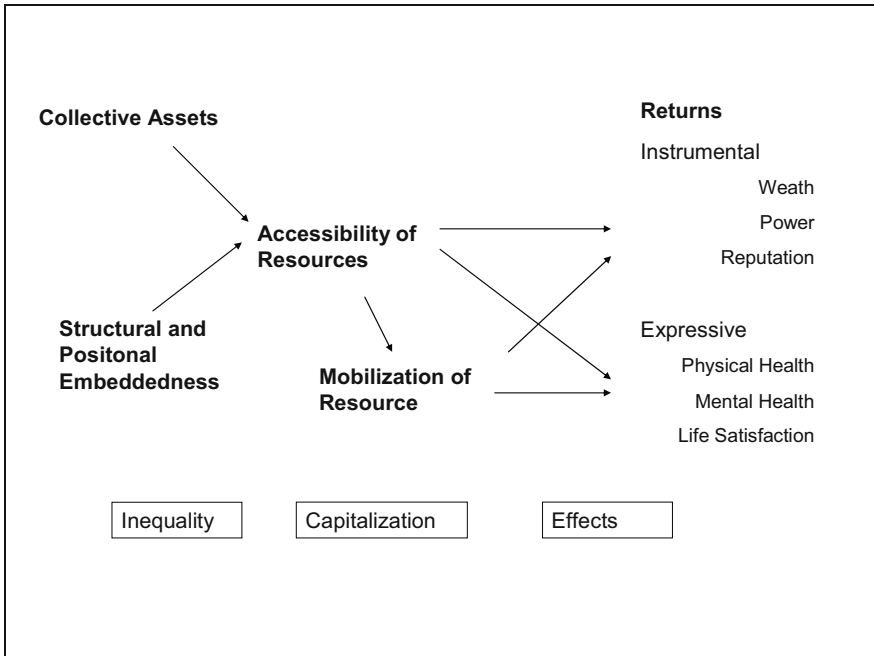 Collective Assets
Structural and
Positonal
Embeddedness
Accessibility of
Resources
Mobilization of
Resource
Returns
Instrumental
Weath
Power
Reputation
Expressive
Physical Health
Mental Health
Life Satisfaction
Inequality
Capitalization
Effects